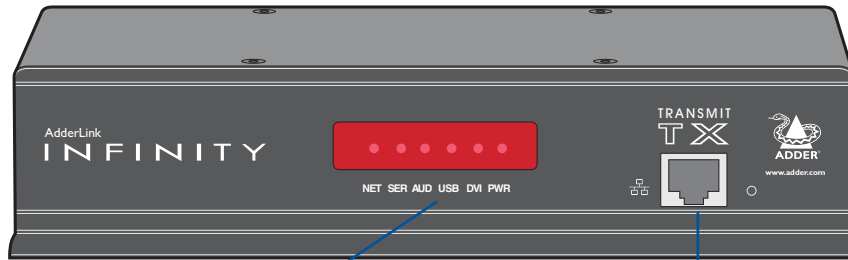 AdderLink
INFINITY
NET SER AUD USB DVI PWR
TRANSMIT
TX
ADDER
www.adder.com